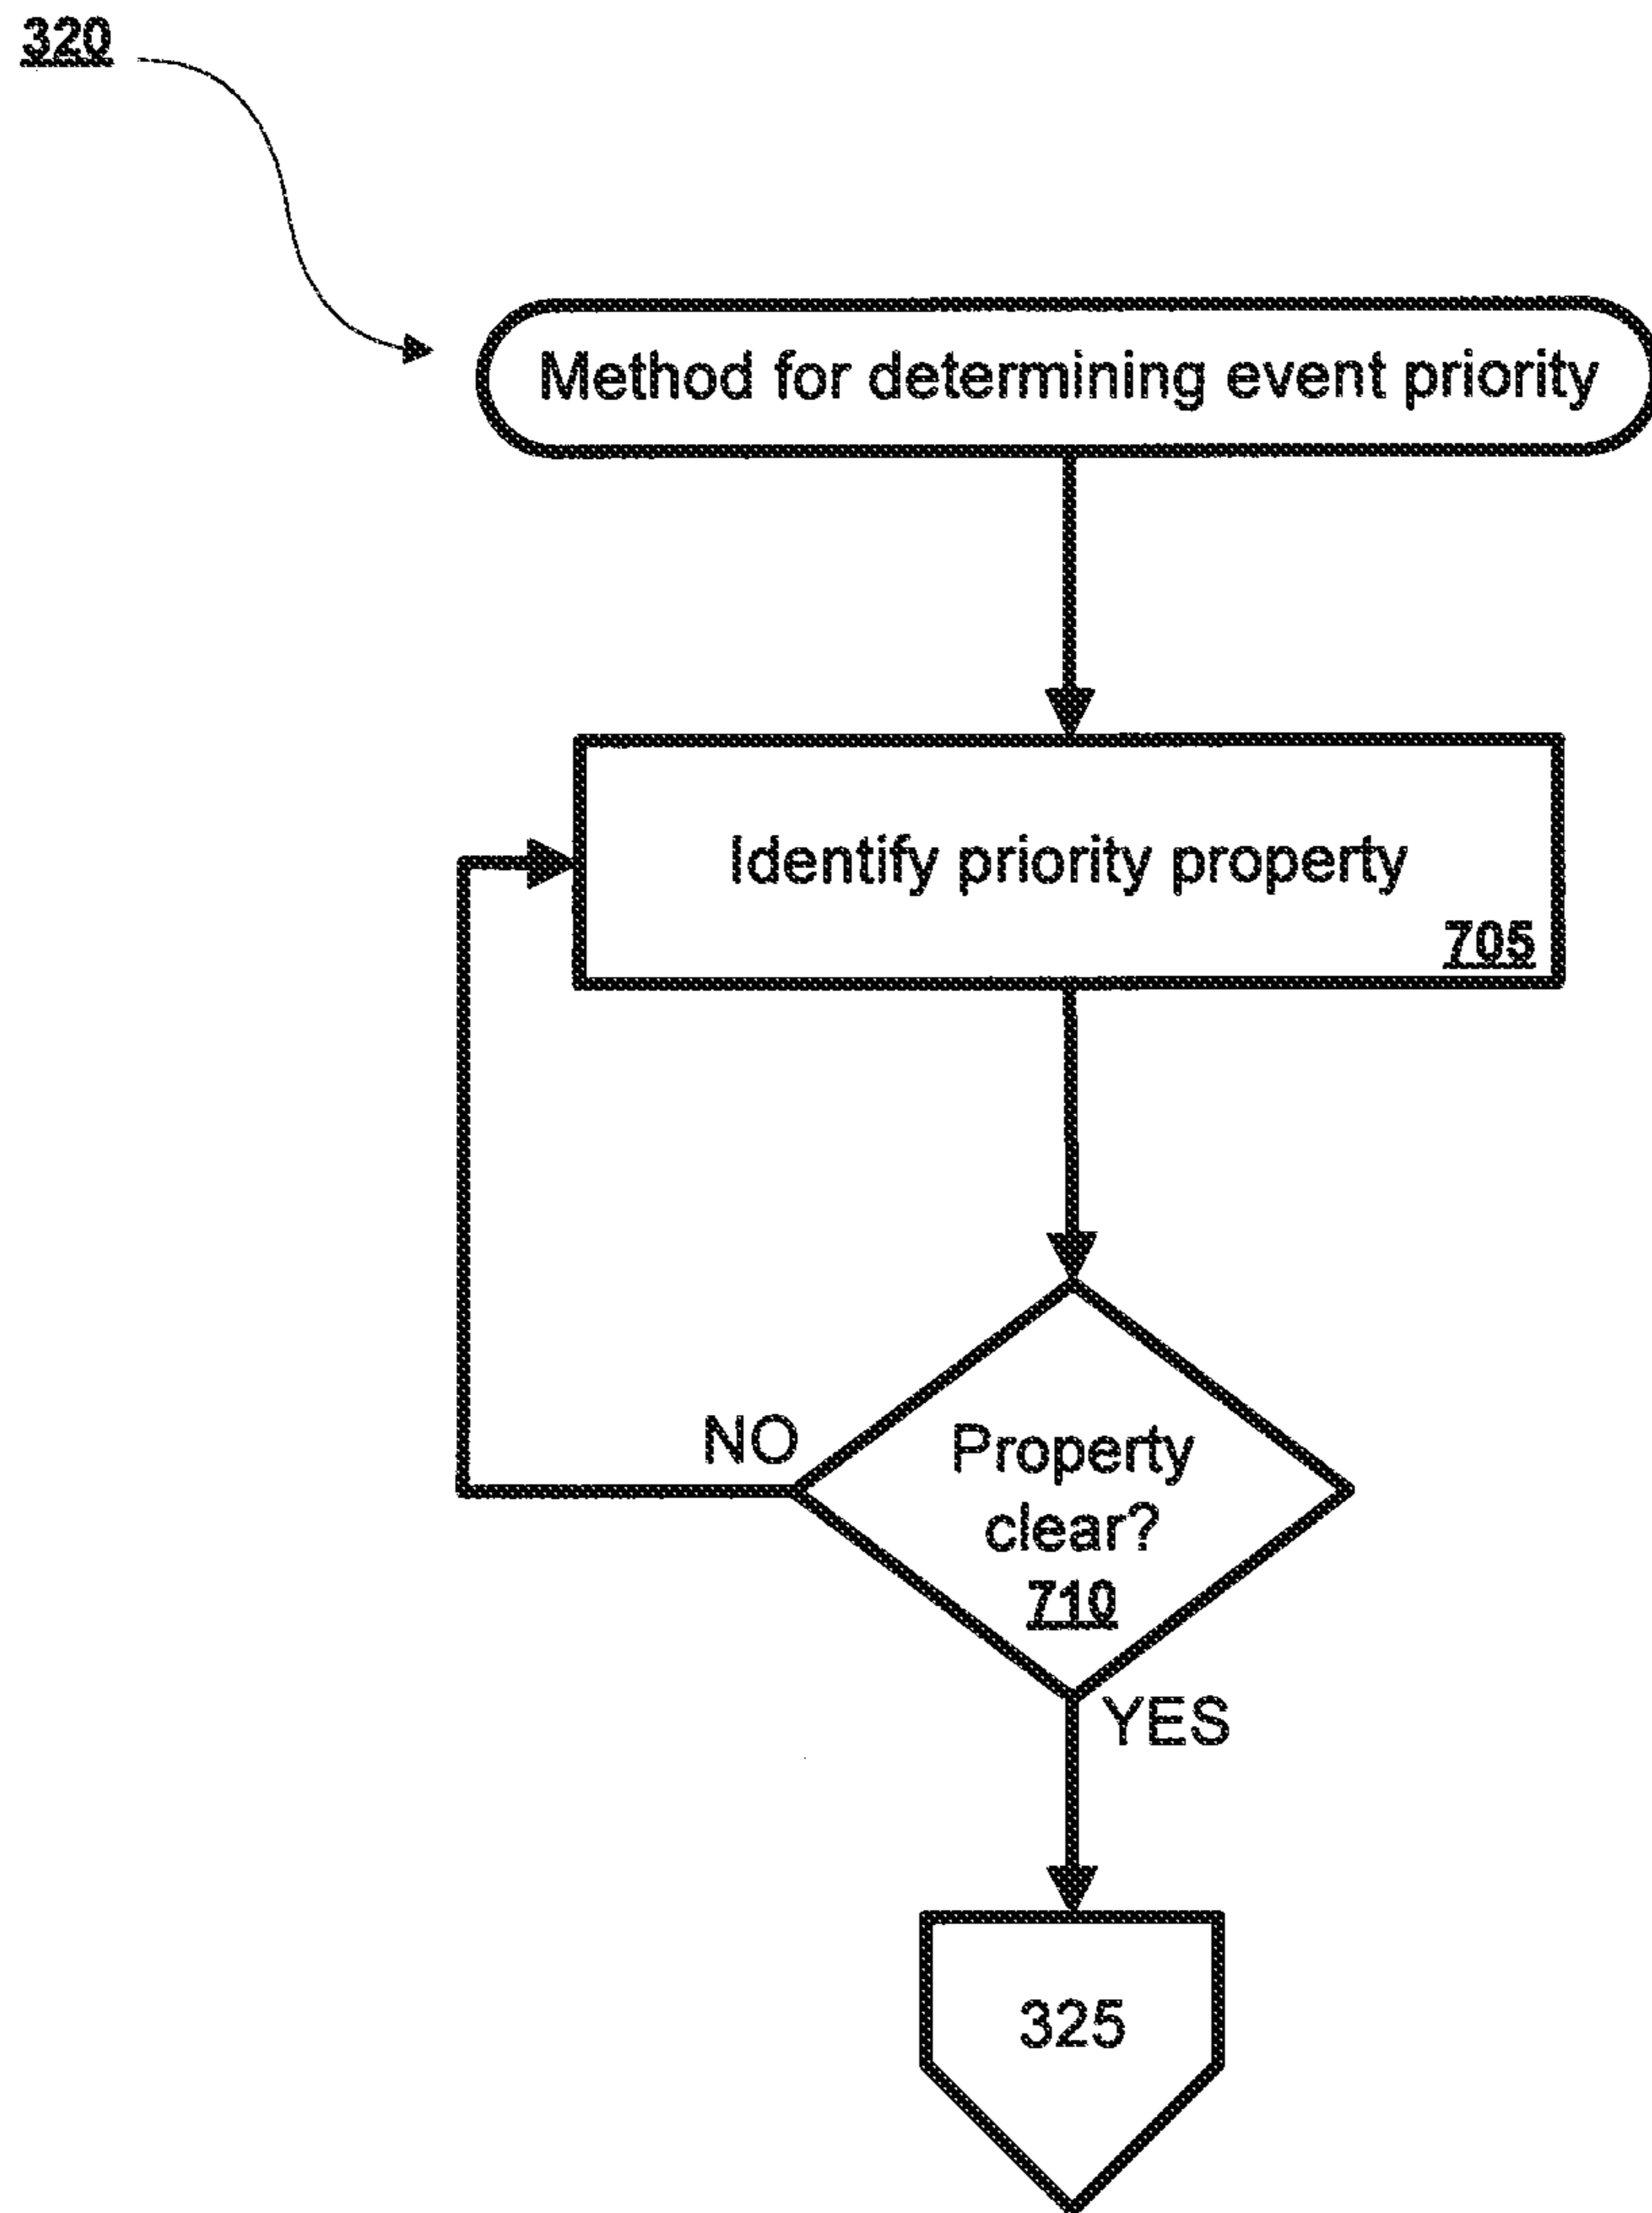 320
Method for determining event priority
Identify priority property
705
NO
Property
clear?
710
YES
325